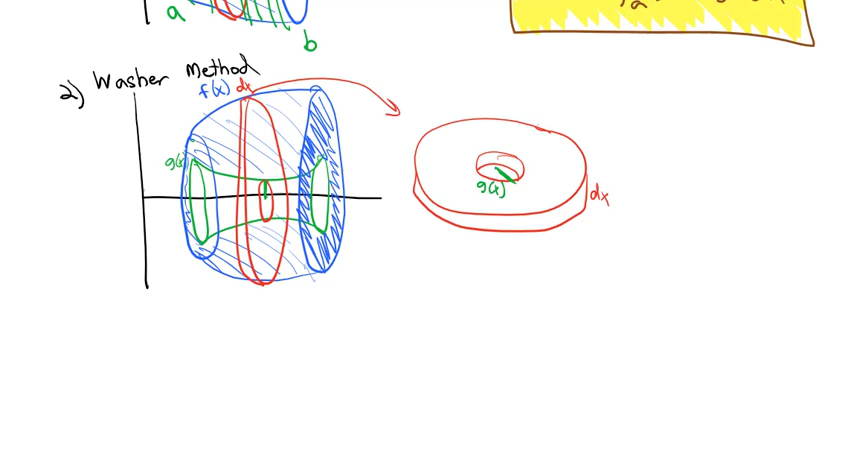 a
b
2) Washer Method
f(x) dx
g(x)
g(x)
dx